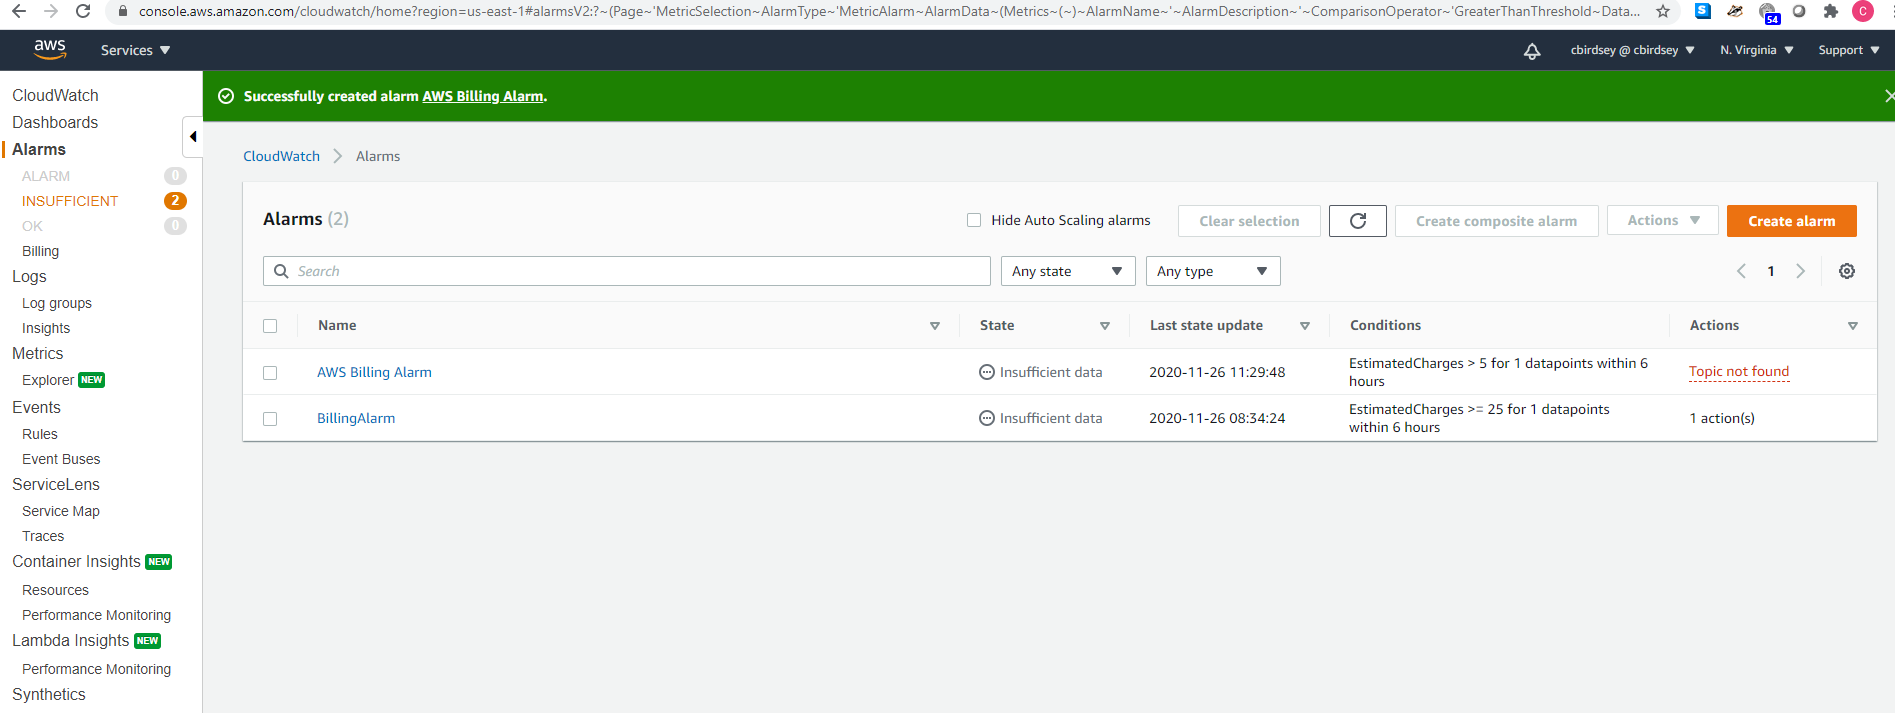 console.aws.amazon.com/cloudwatch/home?region=us-east-1#alarmsV2:?~(Page~'MetricSelection~AlarmType~'MetricAlarm~AlarmData~(Metrics~(~)~AlarmName~'~AlarmDescription~'~ComparisonOperator~'GreaterThanThreshold~Data...
S
54
C
aws
Services
cbirdsey @ cbirdsey
N. Virginia
Support
CloudWatch
Dashboards
Alarms
ALARM 0
INSUFFICIENT 2
OK 0
Billing
Logs
Log groups
Insights
Metrics
Explorer NEW
Events
Rules
Event Buses
ServiceLens
Service Map
Traces
Container Insights NEW
Resources
Performance Monitoring
Lambda Insights NEW
Performance Monitoring
Synthetics
Successfully created alarm AWS Billing Alarm.
CloudWatch > Alarms
Alarms (2)
Hide Auto Scaling alarms
Clear selection
Create composite alarm
Actions
Create alarm
Search
Any state
Any type
1
Name
State
Last state update
Conditions
Actions
AWS Billing Alarm
Insufficient data
2020-11-26 11:29:48
EstimatedCharges > 5 for 1 datapoints within 6
hours
Topic not found
BillingAlarm
Insufficient data
2020-11-26 08:34:24
EstimatedCharges >= 25 for 1 datapoints
within 6 hours
1 action(s)